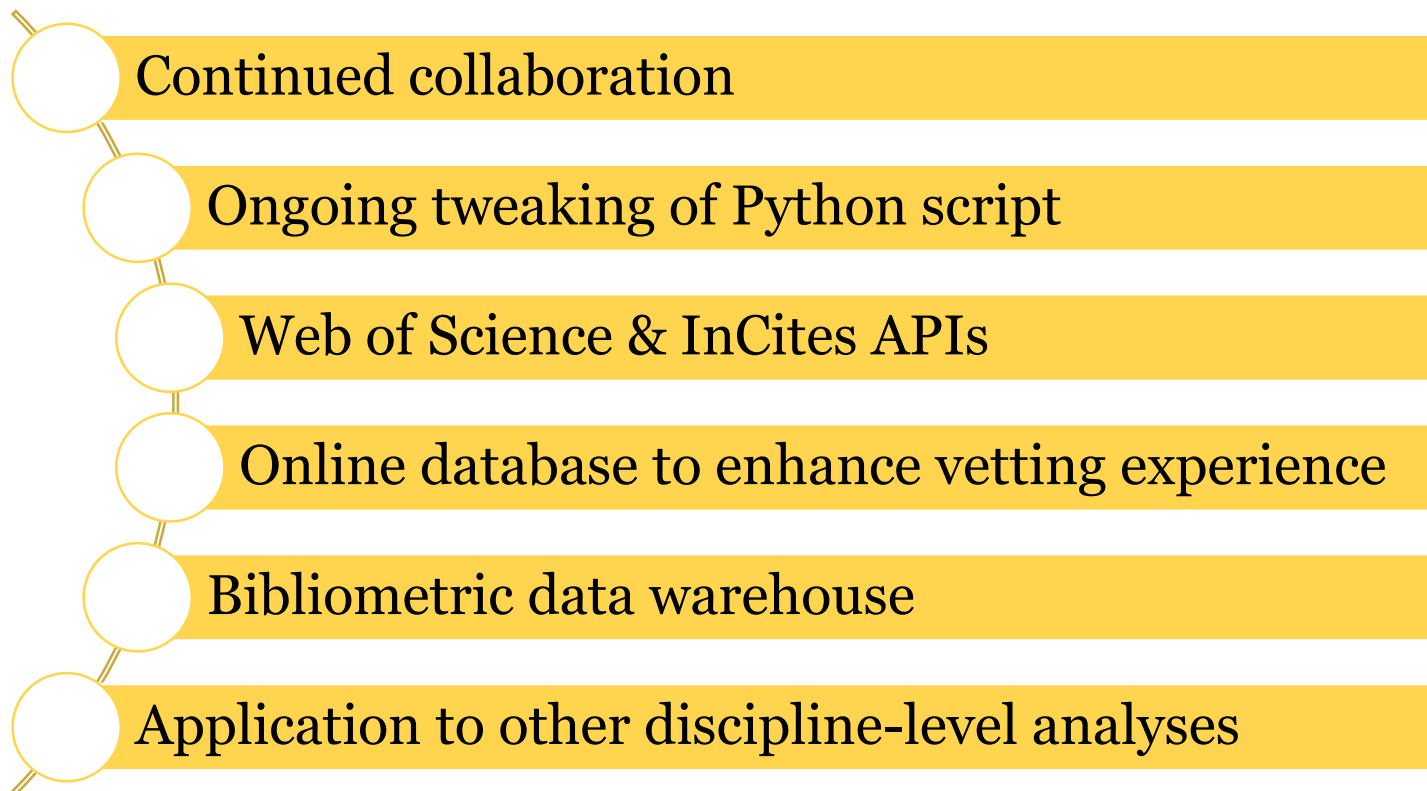 Continued collaboration
Ongoing tweaking of Python script
Web of Science & InCites APIs
Online database to enhance vetting experience
Bibliometric data warehouse
Application to other discipline-level analyses